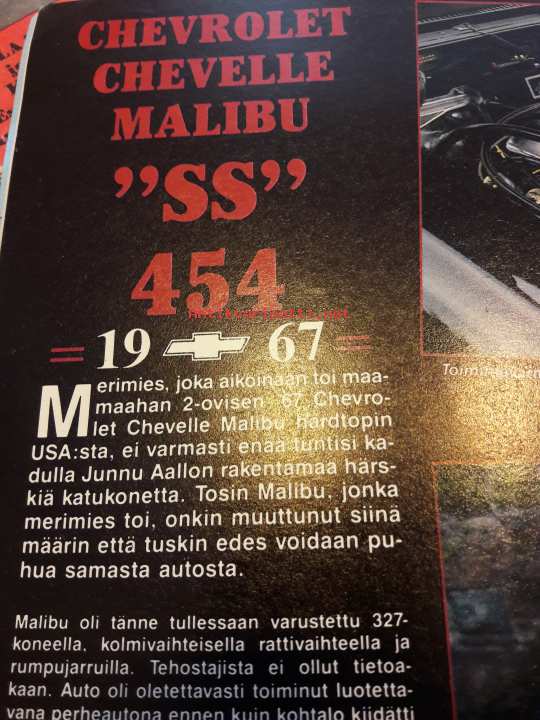 CHEVROLET
CHEVELLE
MALIBU
”SS”
454
19 67
Merimies, joka aikoinaan toi maa-
maahan 2-ovisen '67 Chevro-
let Chevelle Malibu hardtopin
USA:sta, ei varmasti enää tuntisi ka-
dulla Junnu Aallon rakentamaa härs-
kiä katukonetta. Tosin Malibu, jonka
merimies toi, onkin muuttunut siinä
määrin että tuskin edes voidaan pu-
hua samasta autosta.
Malibu oli tänne tullessaan varustettu 327-
koneella, kolmivaihteisella rattivaihteella ja
rumpujarruilla. Tehostajista ei ollut tietoa-
kaan. Auto oli oletettavasti toiminut luotetta-
vana perheautona ennen kuin kohtalo kiidätti